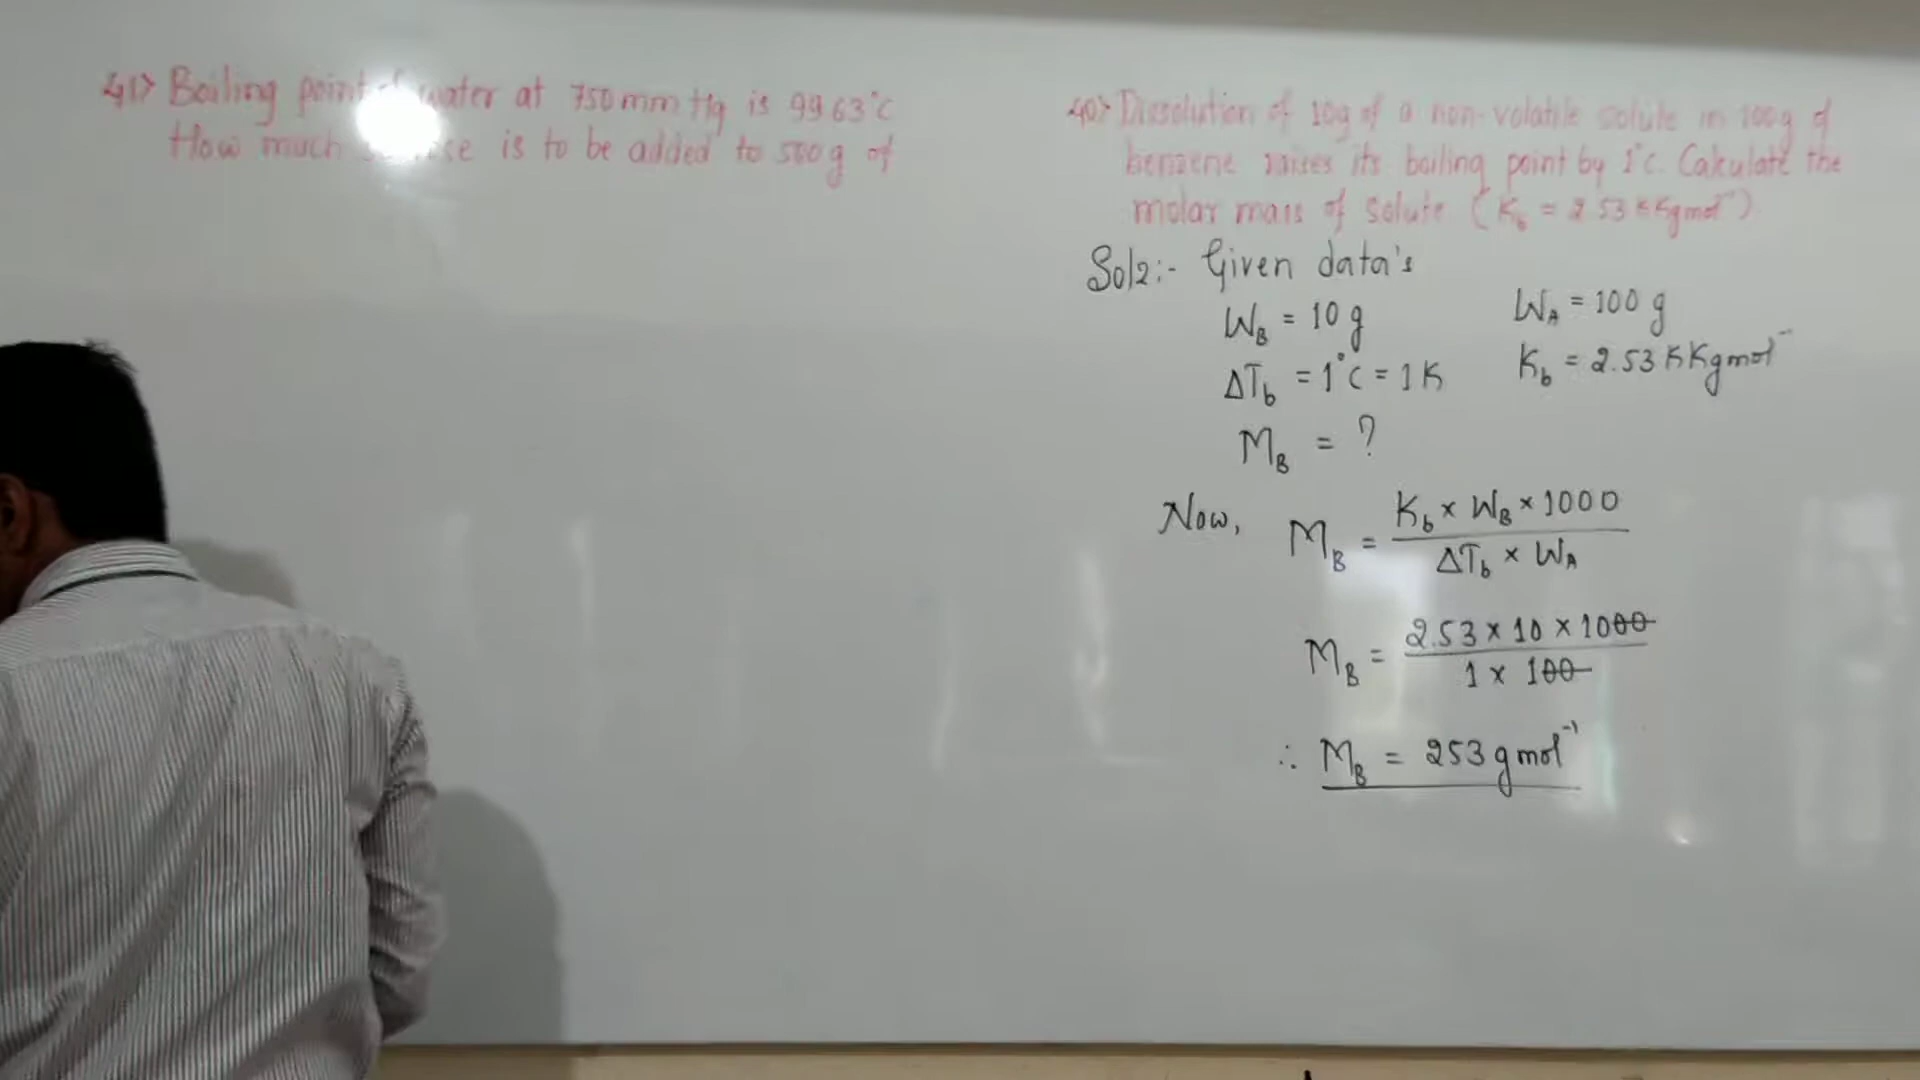 41> Boiling point water at 750 mm Hg is 99.63°C
How much is to be added to 500g of
40> Dissolution of 10g of a non-volatile solute in 100g of
benzene raises its boiling point by 1°C. Calculate the
molar mass of solute (Kb = 2.53 K Kg mol⁻¹)
Sol2:- Given data's
WB = 10 g
WA = 100 g
ΔTb = 1°C = 1K
Kb = 2.53 K Kg mol⁻
MB = ?
Now, MB = Kb × WB × 1000 / ΔTb × WA
MB = 2.53 × 10 × 1000 / 1 × 100
∴ MB = 253 g mol⁻¹